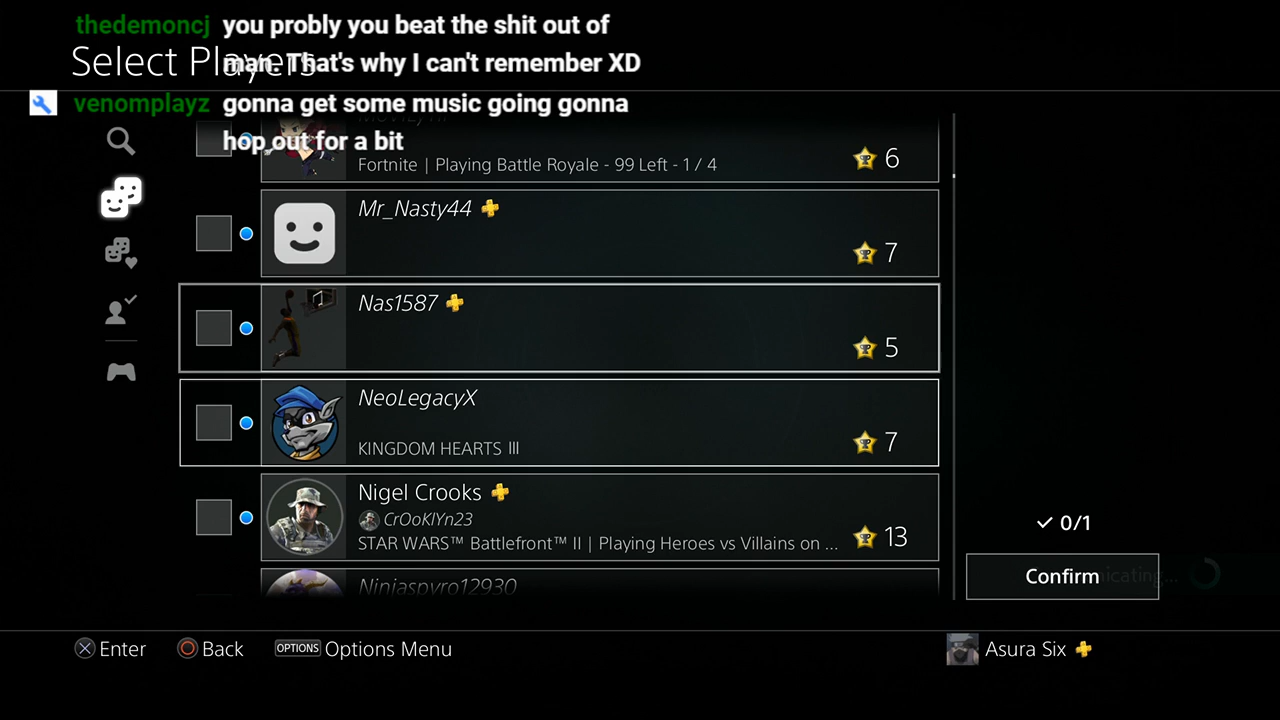 thedemoncj you probly you beat the shit out of
man. That's why I can't remember XD
Select Players
venomplayz gonna get some music going gonna
hop out for a bit
Fortnite | Playing Battle Royale - 99 Left - 1 / 4
6
Mr_Nasty44
7
Nas1587
5
NeoLegacyX
KINGDOM HEARTS III
7
Nigel Crooks
CrOoKlYn23
STAR WARS™ Battlefront™ II | Playing Heroes vs Villains on ...
13
Ninjaspyro12930
0/1
Confirm
Enter
Back
OPTIONS Options Menu
Asura Six